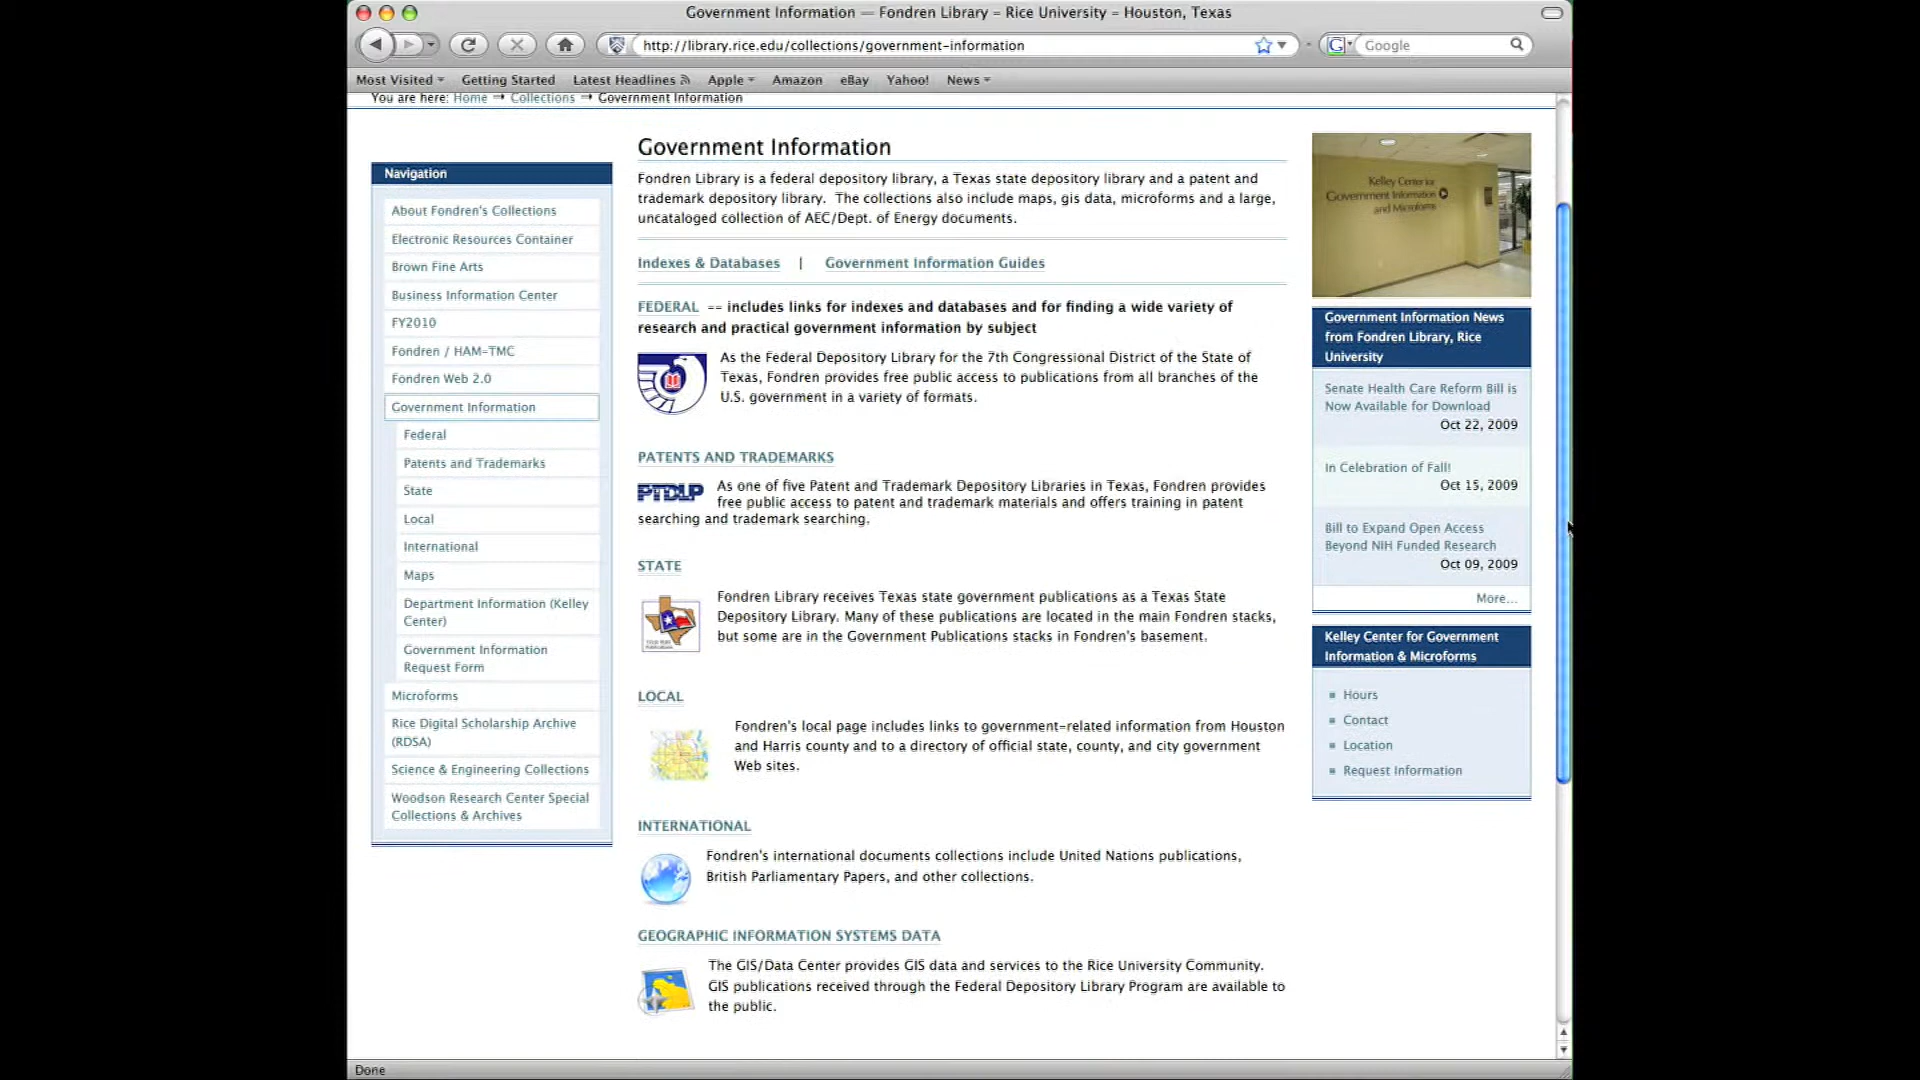 Government Information — Fondren Library – Rice University – Houston, Texas
http://library.rice.edu/collections/government-information
Google
Most Visited
Getting Started
Latest Headlines
Apple
Amazon
eBay
Yahoo!
News
You are here: Home → Collections → Government Information
Navigation
About Fondren's Collections
Electronic Resources Container
Brown Fine Arts
Business Information Center
FY2010
Fondren / HAM-TMC
Fondren Web 2.0
Government Information
Federal
Patents and Trademarks
State
Local
International
Maps
Department Information (Kelley
Center)
Government Information
Request Form
Microforms
Rice Digital Scholarship Archive
(RDSA)
Science & Engineering Collections
Woodson Research Center Special
Collections & Archives
Government Information
Fondren Library is a federal depository library, a Texas state depository library and a patent and
trademark depository library. The collections also include maps, gis data, microforms and a large,
uncataloged collection of AEC/Dept. of Energy documents.
Indexes & Databases | Government Information Guides
FEDERAL -- includes links for indexes and databases and for finding a wide variety of
research and practical government information by subject
As the Federal Depository Library for the 7th Congressional District of the State of
Texas, Fondren provides free public access to publications from all branches of the
U.S. government in a variety of formats.
PATENTS AND TRADEMARKS
PTDLP
As one of five Patent and Trademark Depository Libraries in Texas, Fondren provides
free public access to patent and trademark materials and offers training in patent
searching and trademark searching.
STATE
Fondren Library receives Texas state government publications as a Texas State
Depository Library. Many of these publications are located in the main Fondren stacks,
but some are in the Government Publications stacks in Fondren's basement.
LOCAL
Fondren's local page includes links to government-related information from Houston
and Harris county and to a directory of official state, county, and city government
Web sites.
INTERNATIONAL
Fondren's international documents collections include United Nations publications,
British Parliamentary Papers, and other collections.
GEOGRAPHIC INFORMATION SYSTEMS DATA
The GIS/Data Center provides GIS data and services to the Rice University Community.
GIS publications received through the Federal Depository Library Program are available to
the public.
Kelley Center for
Government Information
and Microforms
Government Information News
from Fondren Library, Rice
University
Senate Health Care Reform Bill is
Now Available for Download
Oct 22, 2009
In Celebration of Fall!
Oct 15, 2009
Bill to Expand Open Access
Beyond NIH Funded Research
Oct 09, 2009
More...
Kelley Center for Government
Information & Microforms
Hours
Contact
Location
Request Information
Done